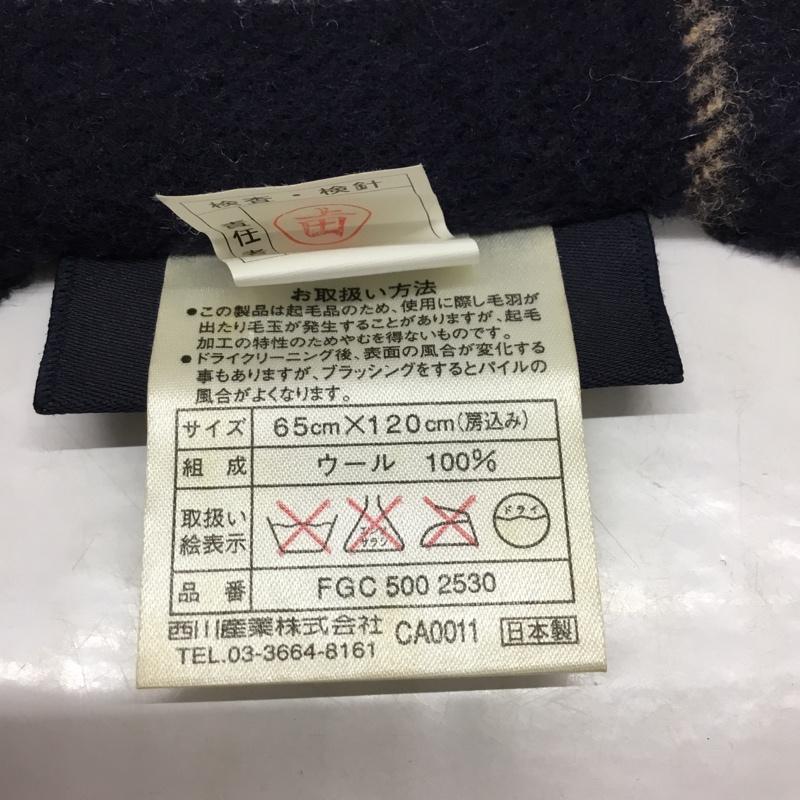 検査・検針
責任者
お取扱い方法
●この製品は起毛品のため、使用に際し毛羽が
出たり毛玉が発生することがありますが、起毛
加工の特性のためやむを得ないものです。
●ドライクリーニング後、表面の風合が変化する
事もありますが、ブラッシングをするとパイルの
風合がよくなります。
サイズ 65cm×120cm(房込み)
組成 ウール 100%
取扱い
絵表示
エンソ
サラシ
ドライ
品番 FGC 500 2530
西川産業株式会社 CA0011 日本製
TEL.03-3664-8161